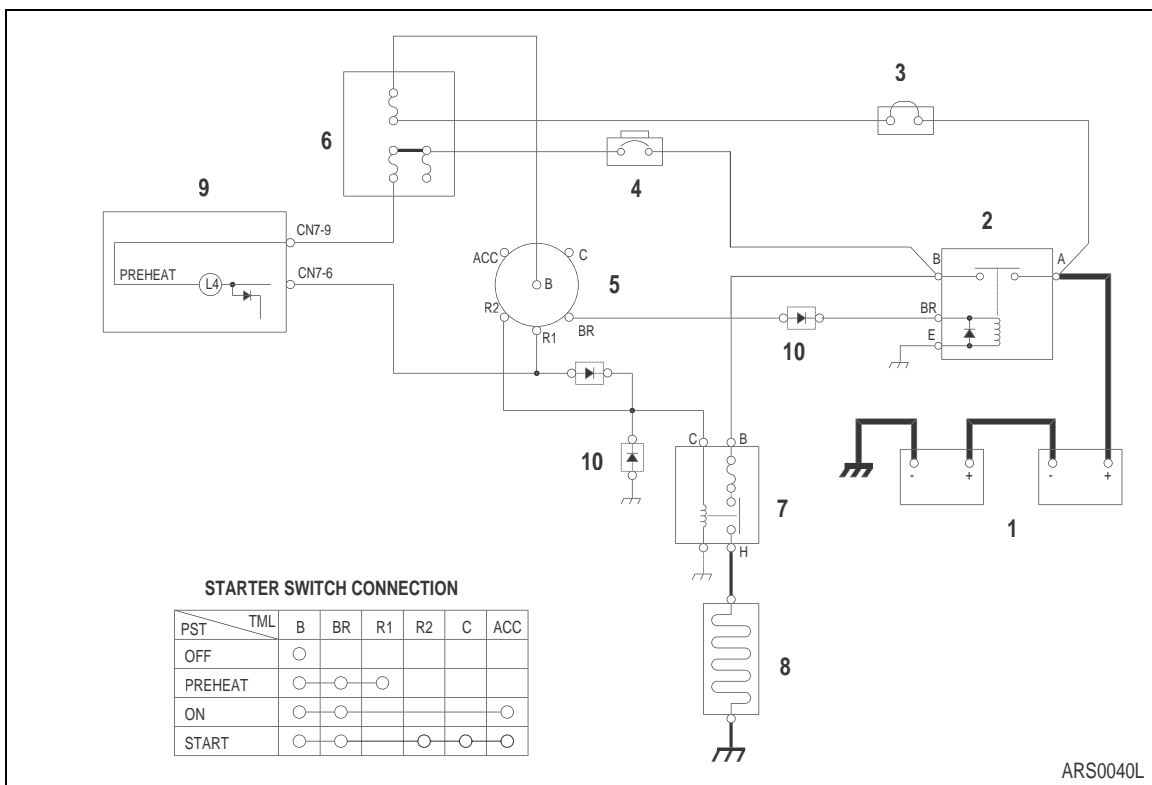 3
6
4
9
CN7-9
2
ACC
C
B
A
PREHEAT
L4
CN7-6
B
5
R2
BR
BR
R1
E
10
10
C
B
7
-
+
-
+
H
1
STARTER SWITCH CONNECTION
PST TML B BR R1 R2 C ACC
OFF
PREHEAT
ON
START
8
ARS0040L